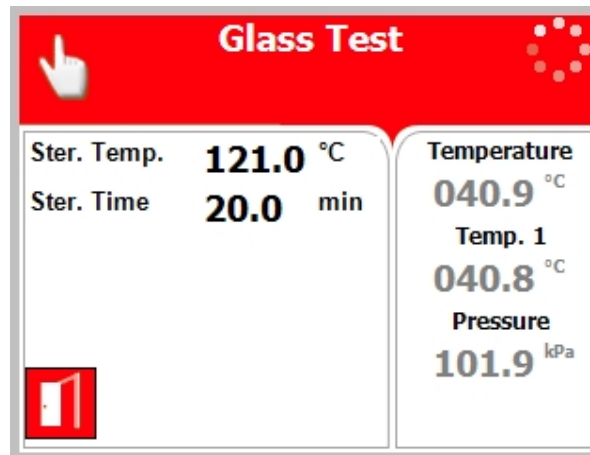 Glass Test
Ster. Temp. 121.0 °C
Ster. Time 20.0 min
Temperature
040.9 °C
Temp. 1
040.8 °C
Pressure
101.9 kPa